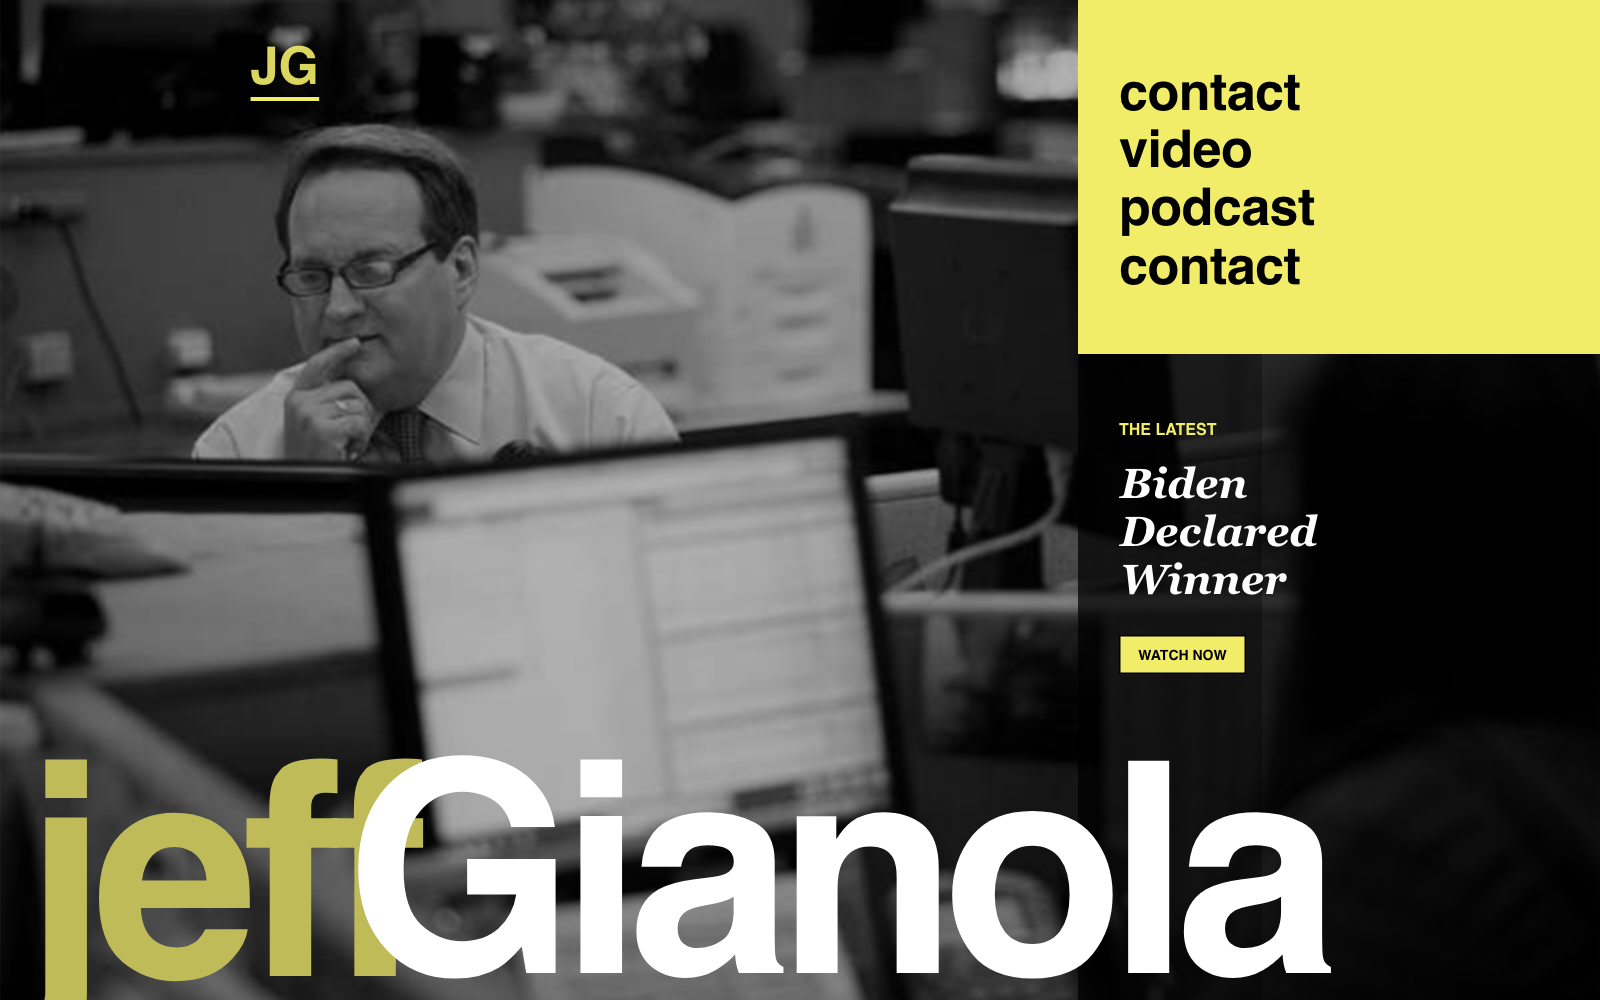 JG
contact
video
podcast
contact
THE LATEST
Biden
Declared
Winner
WATCH NOW
jeffGianola